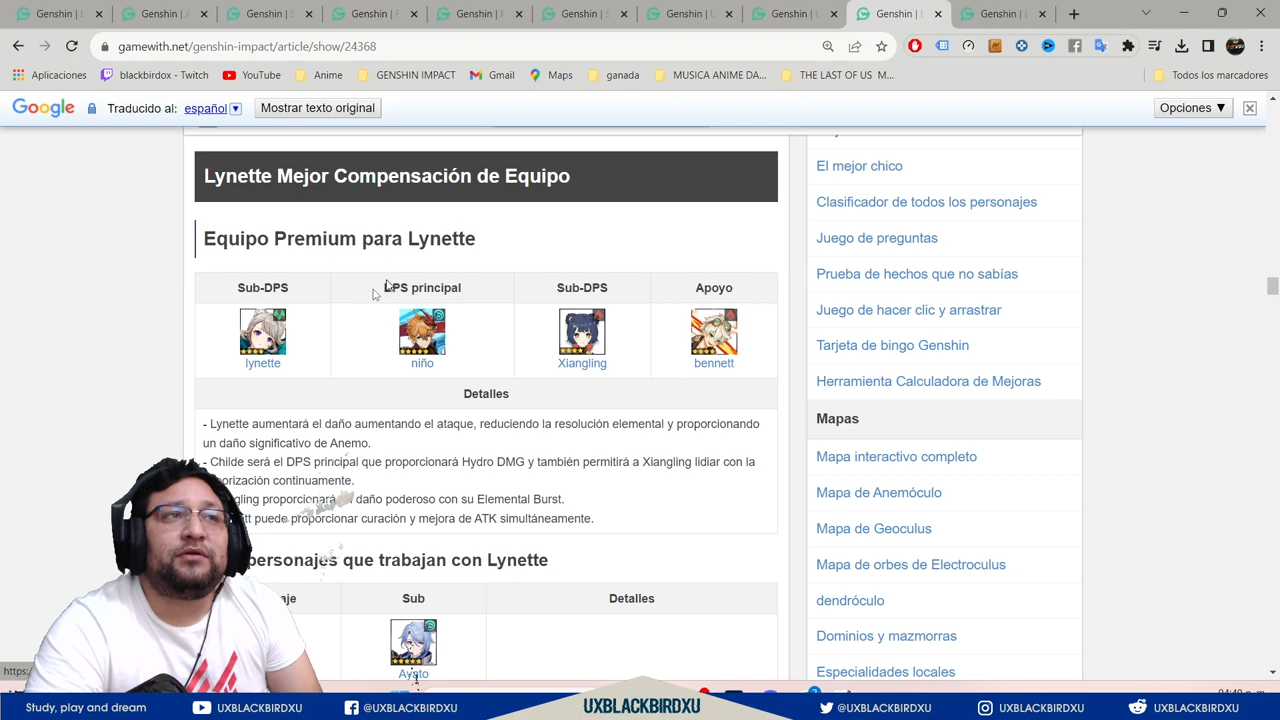 Genshin | L
Genshin | A
Genshin | S
Genshin | F
Genshin | F
Genshin | S
Genshin | U
Genshin | L
Genshin | L
Genshin | L
gamewith.net/genshin-impact/article/show/24368
Aplicaciones
blackbirdox - Twitch
YouTube
Anime
GENSHIN IMPACT
Gmail
Maps
ganada
MUSICA ANIME DA...
THE LAST OF US M...
Todos los marcadores
Google
Traducido al: español
Mostrar texto original
Opciones ▼
Lynette Mejor Compensación de Equipo
Equipo Premium para Lynette
Sub-DPS
DPS principal
Sub-DPS
Apoyo
lynette
niño
Xiangling
bennett
Detalles
- Lynette aumentará el daño aumentando el ataque, reduciendo la resolución elemental y proporcionando
un daño significativo de Anemo.
- Childe será el DPS principal que proporcionará Hydro DMG y también permitirá a Xiangling lidiar con la
continuamente.
proporcionará un daño poderoso con su Elemental Burst.
puede proporcionar curación y mejora de ATK simultáneamente.
personajes que trabajan con Lynette
Sub
Detalles
Ayato
El mejor chico
Clasificador de todos los personajes
Juego de preguntas
Prueba de hechos que no sabías
Juego de hacer clic y arrastrar
Tarjeta de bingo Genshin
Herramienta Calculadora de Mejoras
Mapas
Mapa interactivo completo
Mapa de Anemóculo
Mapa de Geoculus
Mapa de orbes de Electroculus
dendróculo
Dominios y mazmorras
Especialidades locales
https:
Study, play and dream
UXBLACKBIRDXU
@UXBLACKBIRDXU
UXBLACKBIRDXU
@UXBLACKBIRDXU
UXBLACKBIRDXU
UXBLACKBIRDXU